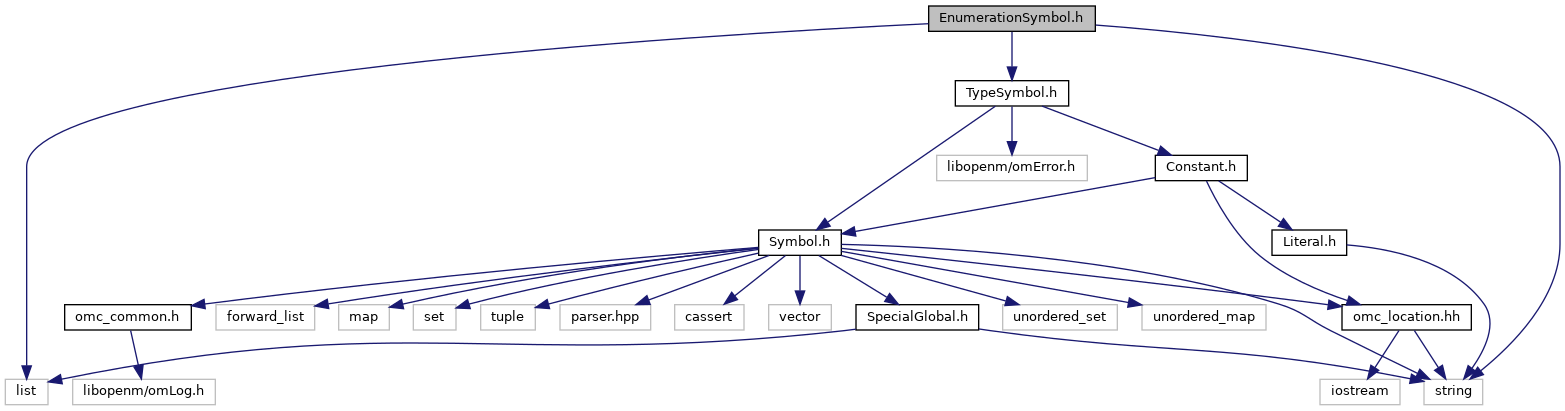 EnumerationSymbol.h
TypeSymbol.h
libopenm/omError.h
Constant.h
Symbol.h
Literal.h
omc_common.h
forward_list
map
set
tuple
parser.hpp
cassert
vector
SpecialGlobal.h
unordered_set
unordered_map
omc_location.hh
list
libopenm/omLog.h
iostream
string